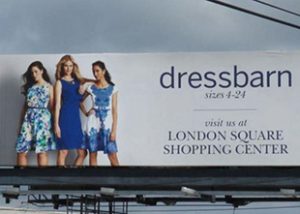 dressbarn
sizes 4-24
visit us at
LONDON SQUARE
SHOPPING CENTER